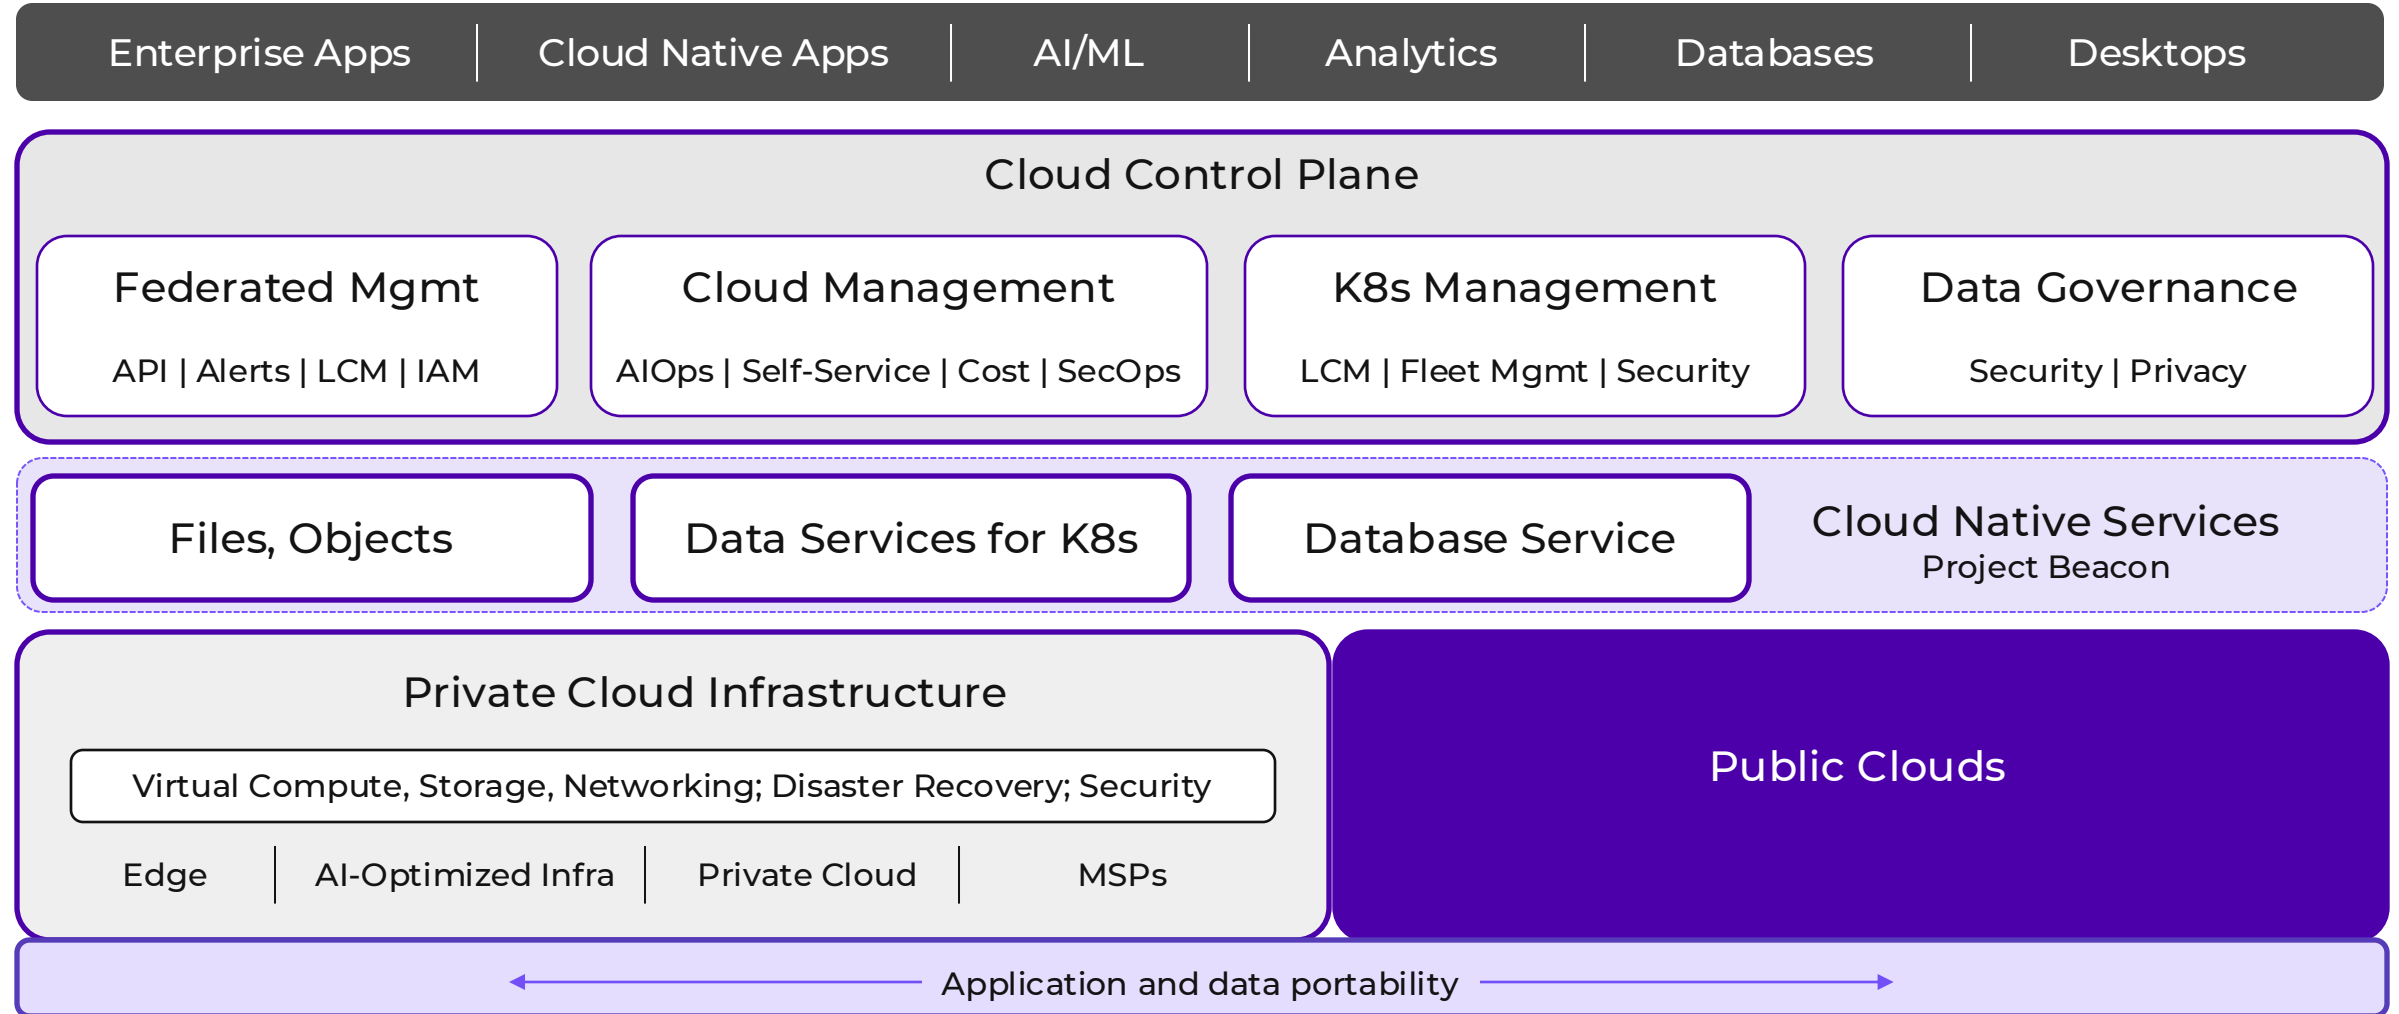 Enterprise Apps
Cloud Native Apps
AI/ML
Analytics
Databases
Desktops
Cloud Control Plane
Federated Mgmt
API | Alerts | LCM | IAM
Cloud Management
AIOps | Self-Service | Cost | SecOps
K8s Management
LCM | Fleet Mgmt | Security
Data Governance
Security | Privacy
Files, Objects
Data Services for K8s
Database Service
Cloud Native Services
Project Beacon
Private Cloud Infrastructure
Virtual Compute, Storage, Networking; Disaster Recovery; Security
Edge
AI-Optimized Infra
Private Cloud
MSPs
Public Clouds
Application and data portability